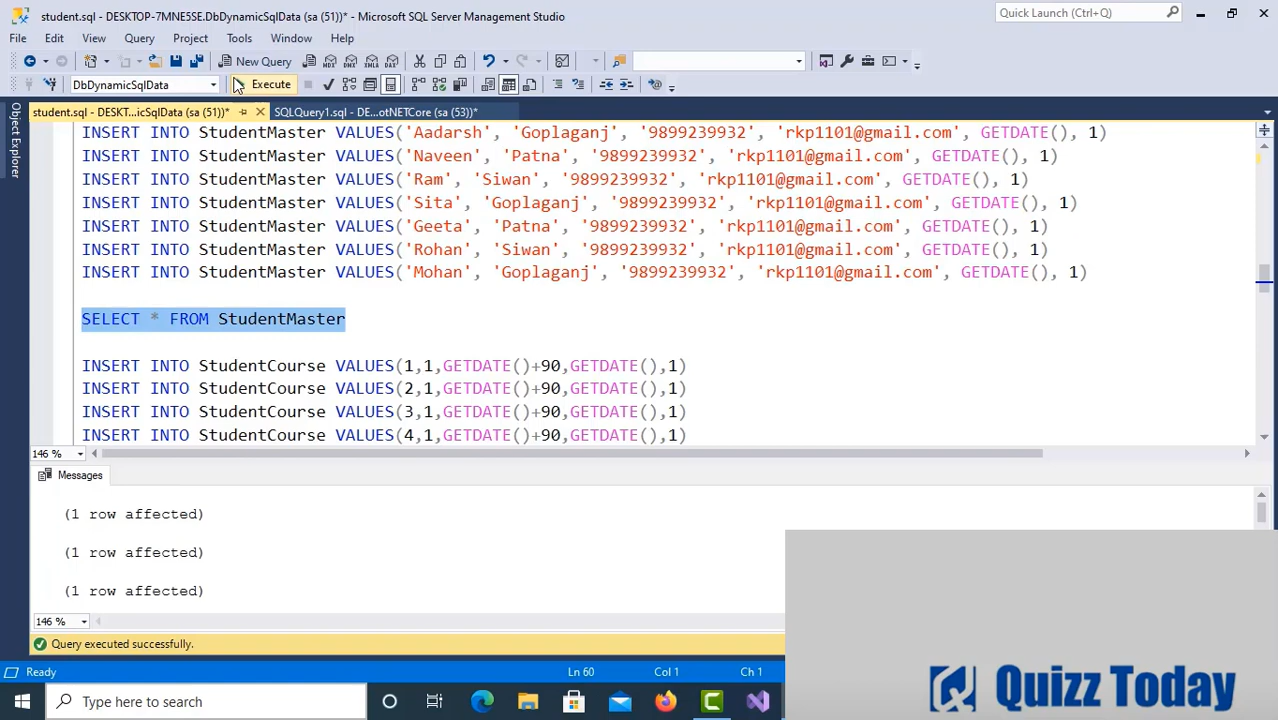 student.sql - DESKTOP-7MNE5SE.DbDynamicSqlData (sa (51))* - Microsoft SQL Server Management Studio
Quick Launch (Ctrl+Q)
File Edit View Query Project Tools Window Help
New Query
DbDynamicSqlData Execute
student.sql - DESKT...icSqlData (sa (51))* SQLQuery1.sql - DE...otNETCore (sa (53))*
Object Explorer
INSERT INTO StudentMaster VALUES('Aadarsh', 'Goplaganj', '9899239932', 'rkp1101@gmail.com', GETDATE(), 1)
INSERT INTO StudentMaster VALUES('Naveen', 'Patna', '9899239932', 'rkp1101@gmail.com', GETDATE(), 1)
INSERT INTO StudentMaster VALUES('Ram', 'Siwan', '9899239932', 'rkp1101@gmail.com', GETDATE(), 1)
INSERT INTO StudentMaster VALUES('Sita', 'Goplaganj', '9899239932', 'rkp1101@gmail.com', GETDATE(), 1)
INSERT INTO StudentMaster VALUES('Geeta', 'Patna', '9899239932', 'rkp1101@gmail.com', GETDATE(), 1)
INSERT INTO StudentMaster VALUES('Rohan', 'Siwan', '9899239932', 'rkp1101@gmail.com', GETDATE(), 1)
INSERT INTO StudentMaster VALUES('Mohan', 'Goplaganj', '9899239932', 'rkp1101@gmail.com', GETDATE(), 1)
SELECT * FROM StudentMaster
INSERT INTO StudentCourse VALUES(1,1,GETDATE()+90,GETDATE(),1)
INSERT INTO StudentCourse VALUES(2,1,GETDATE()+90,GETDATE(),1)
INSERT INTO StudentCourse VALUES(3,1,GETDATE()+90,GETDATE(),1)
INSERT INTO StudentCourse VALUES(4,1,GETDATE()+90,GETDATE(),1)
146 %
Messages
(1 row affected)
(1 row affected)
(1 row affected)
146 %
Query executed successfully.
Ready Ln 60 Col 1 Ch 1
Type here to search
Quizz Today